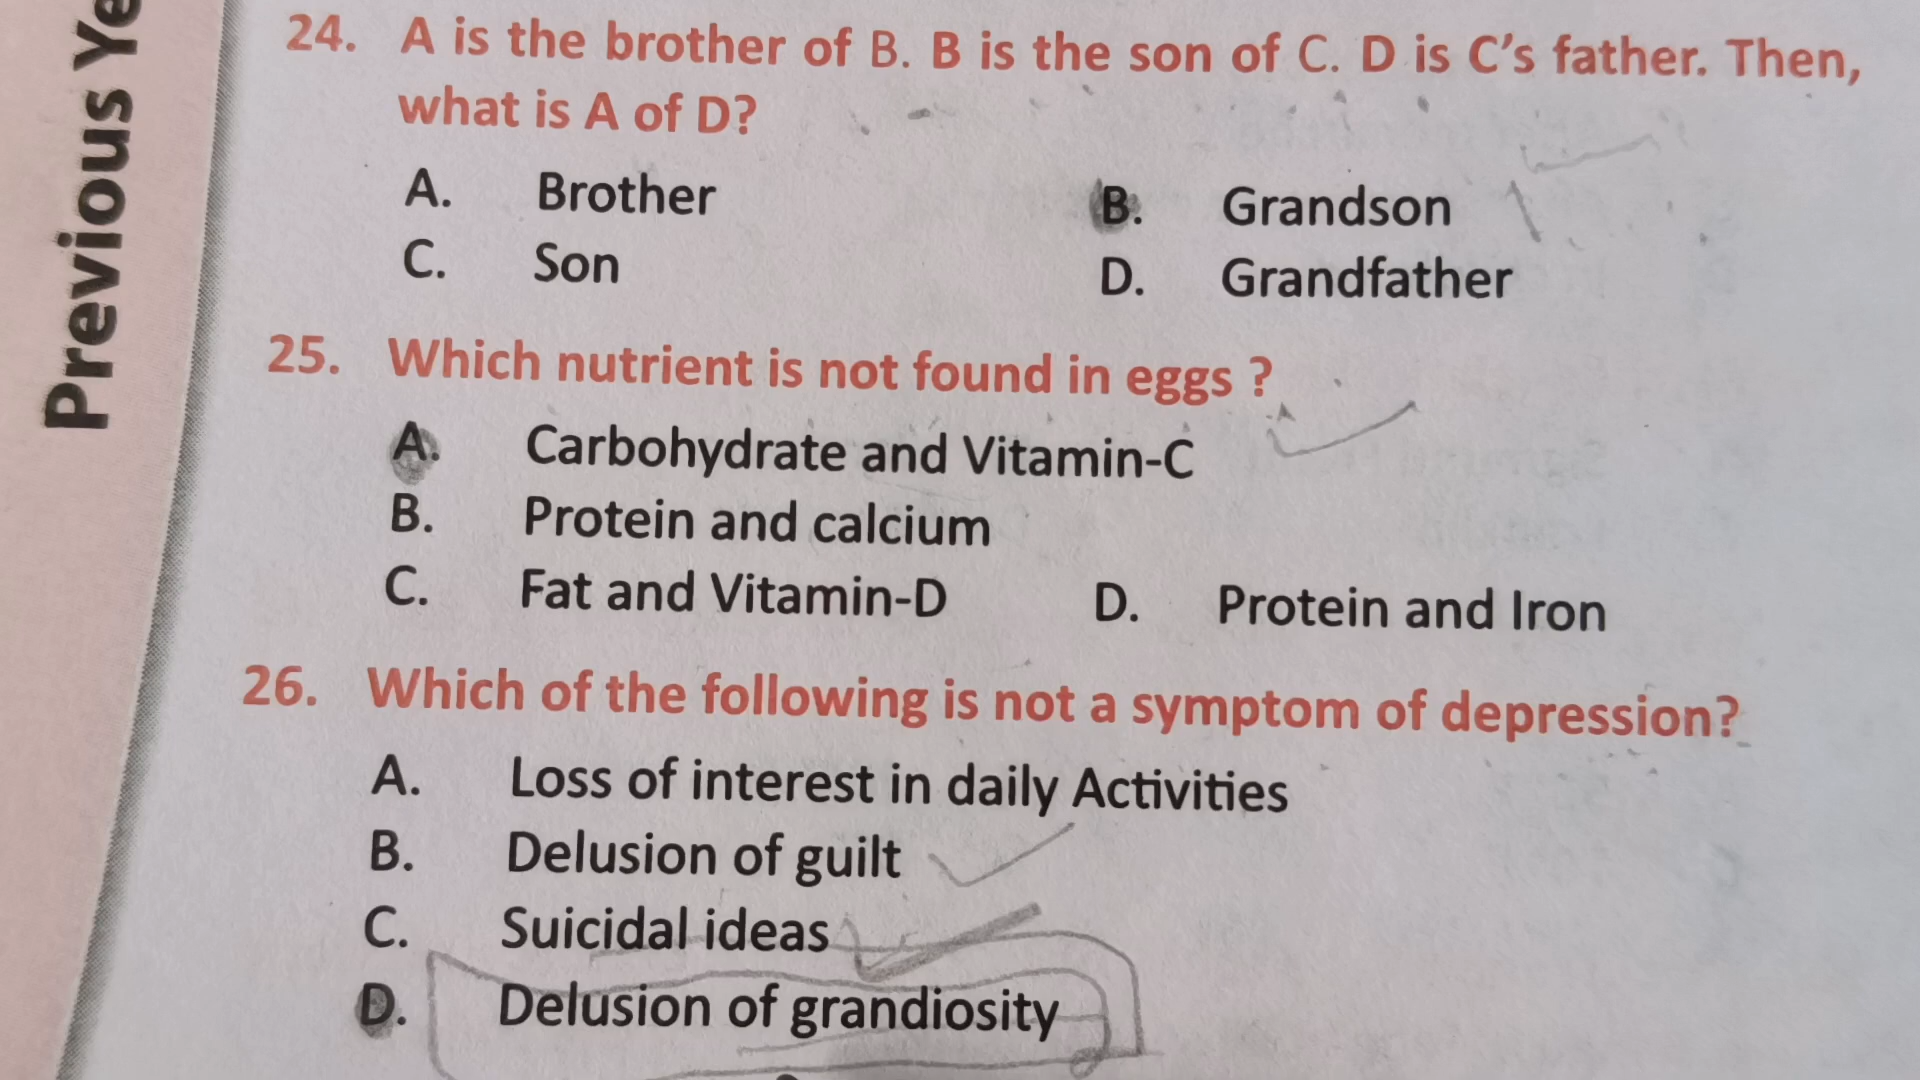 Previous Ye
24. A is the brother of B. B is the son of C. D is C's father. Then,
what is A of D?
A. Brother B. Grandson
C. Son D. Grandfather
25. Which nutrient is not found in eggs ?
A. Carbohydrate and Vitamin-C
B. Protein and calcium
C. Fat and Vitamin-D D. Protein and Iron
26. Which of the following is not a symptom of depression?
A. Loss of interest in daily Activities
B. Delusion of guilt
C. Suicidal ideas
D. Delusion of grandiosity